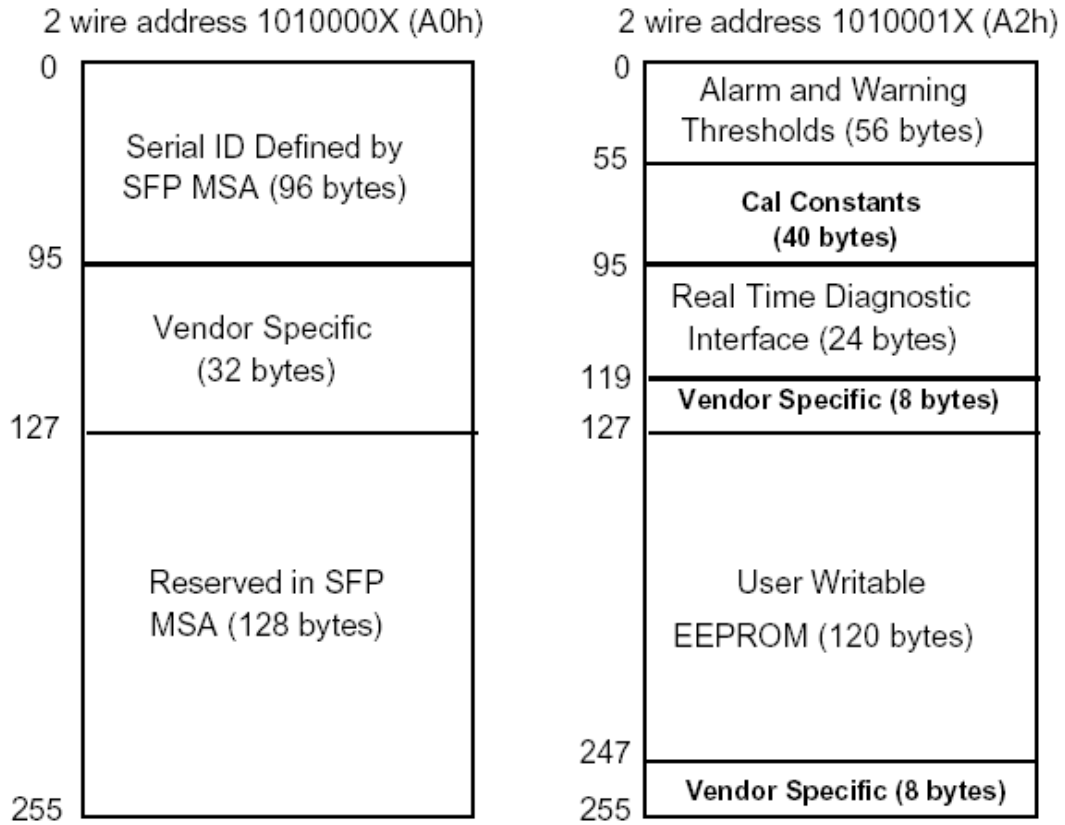 2 wire address 1010000X (A0h)
0
Serial ID Defined by
SFP MSA (96 bytes)
95
Vendor Specific
(32 bytes)
127
Reserved in SFP
MSA (128 bytes)
255
2 wire address 1010001X (A2h)
0
Alarm and Warning
Thresholds (56 bytes)
55
Cal Constants
(40 bytes)
95
Real Time Diagnostic
Interface (24 bytes)
119
Vendor Specific (8 bytes)
127
User Writable
EEPROM (120 bytes)
247
Vendor Specific (8 bytes)
255